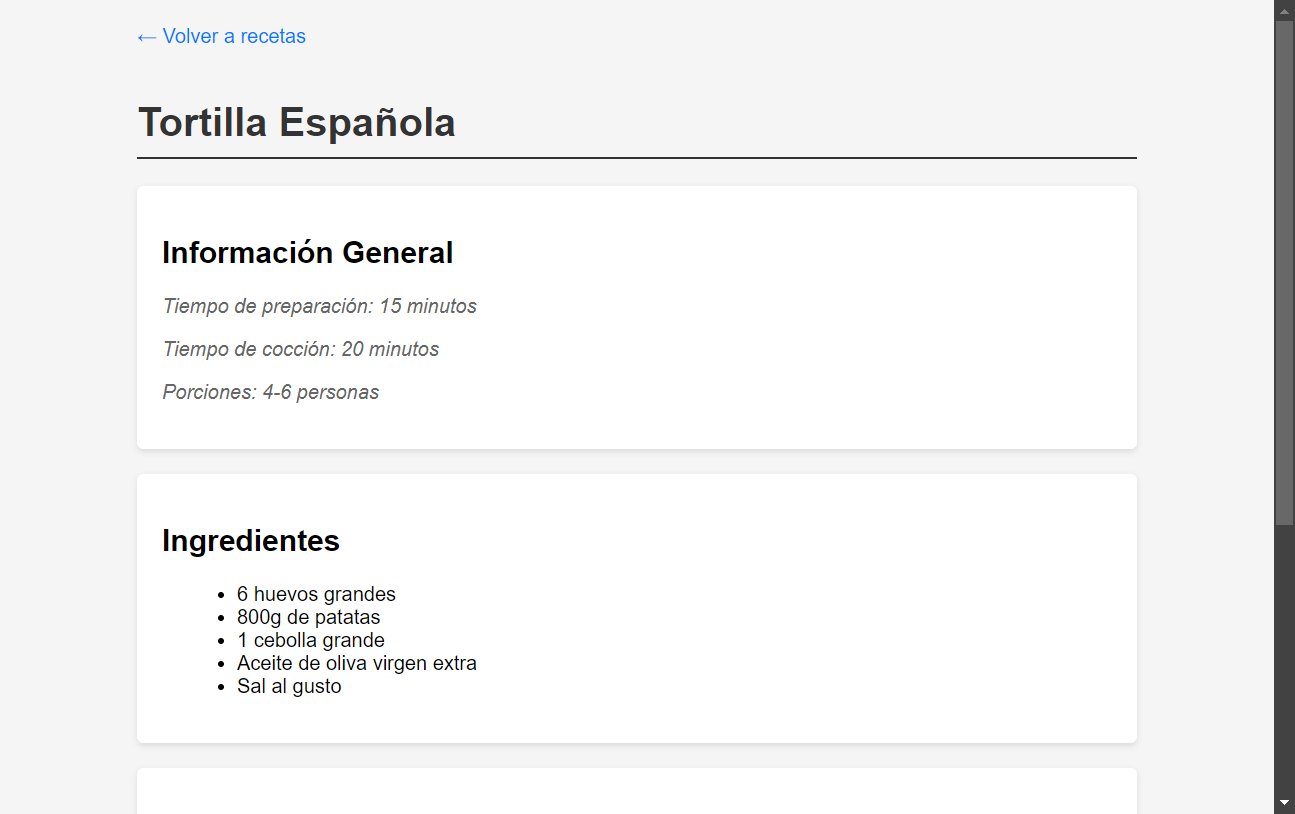 ← Volver a recetas
Tortilla Española
Información General
Tiempo de preparación: 15 minutos
Tiempo de cocción: 20 minutos
Porciones: 4-6 personas
Ingredientes
• 6 huevos grandes
• 800g de patatas
• 1 cebolla grande
• Aceite de oliva virgen extra
• Sal al gusto